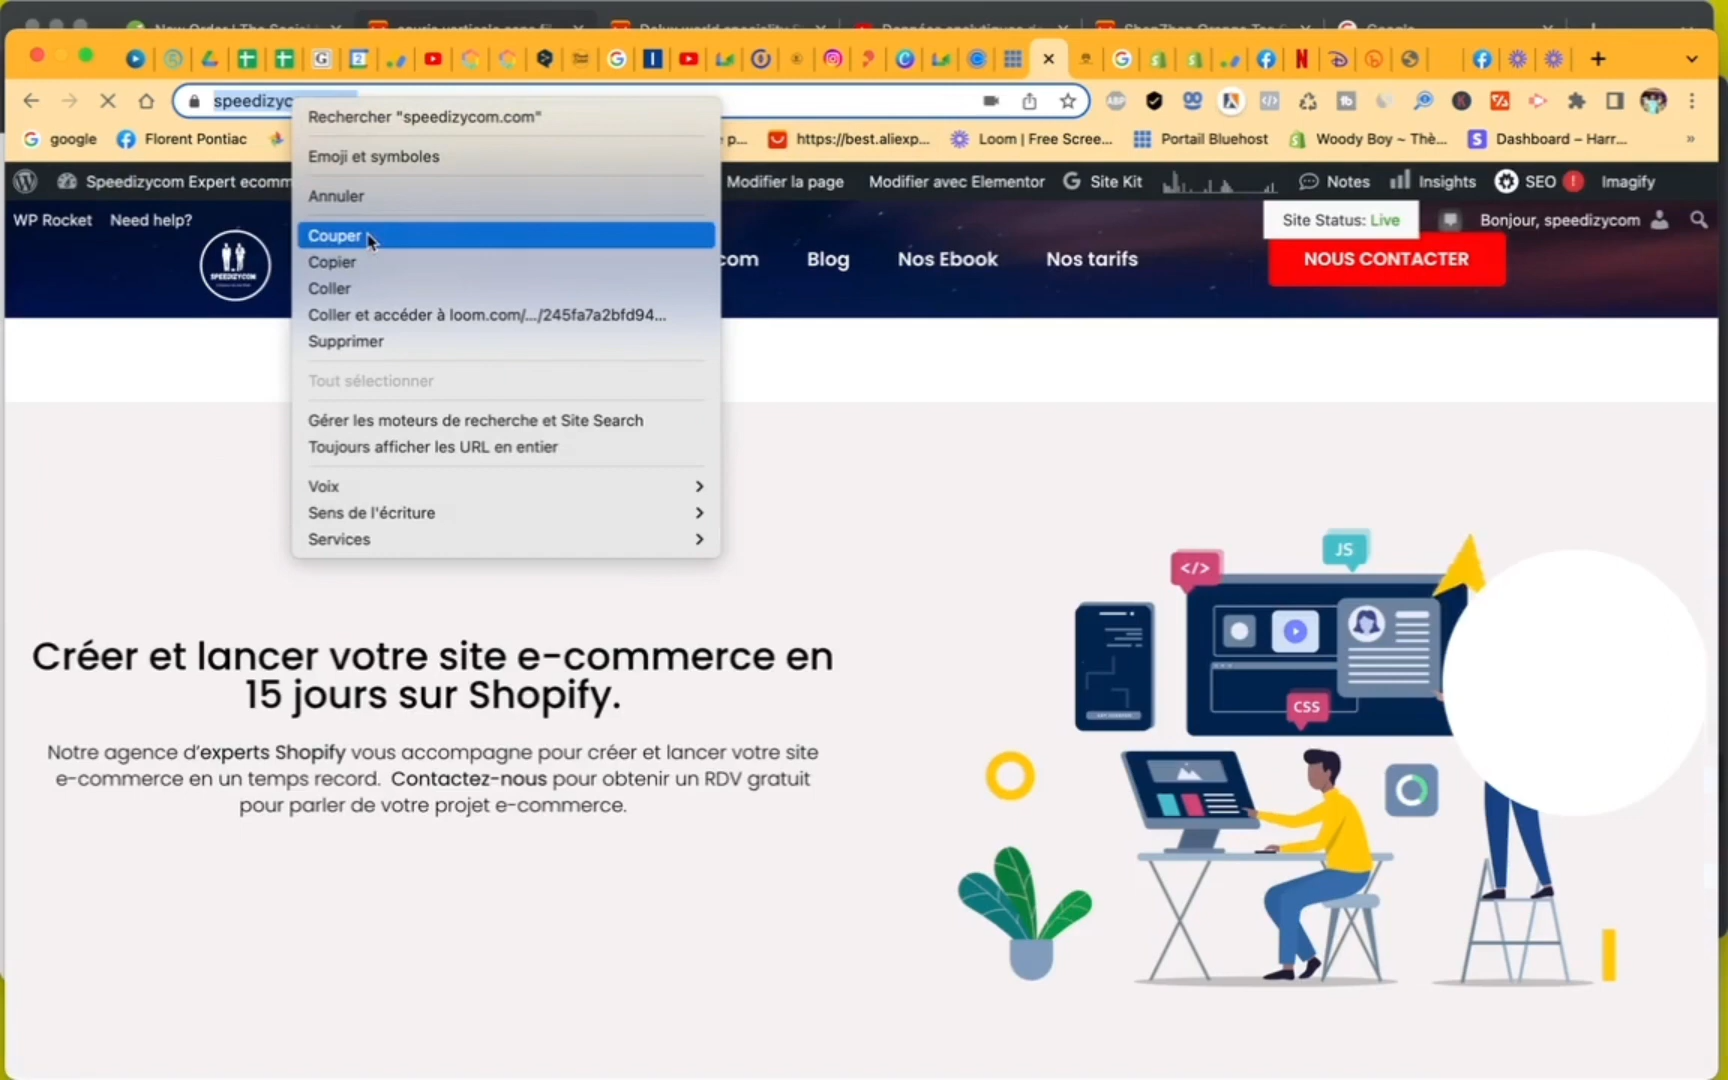 speedizyc
google
Florent Pontiac
p...
https://best.aliexp...
Loom | Free Scree...
Portail Bluehost
Woody Boy ~ Thè...
Dashboard – Harr...
»
Speedizycom Expert ecomm
Modifier la page
Modifier avec Elementor
Site Kit
Notes
Insights
SEO
!
Imagify
WP Rocket
Need help?
Site Status: Live
Bonjour, speedizycom
SPEEDIZYCOM
com
Blog
Nos Ebook
Nos tarifs
NOUS CONTACTER
Rechercher "speedizycom.com"
Emoji et symboles
Annuler
Couper
Copier
Coller
Coller et accéder à loom.com/.../245fa7a2bfd94...
Supprimer
Tout sélectionner
Gérer les moteurs de recherche et Site Search
Toujours afficher les URL en entier
Voix
Sens de l'écriture
Services
Créer et lancer votre site e-commerce en
15 jours sur Shopify.
Notre agence d'experts Shopify vous accompagne pour créer et lancer votre site
e-commerce en un temps record. Contactez-nous pour obtenir un RDV gratuit
pour parler de votre projet e-commerce.
</>
JS
CSS